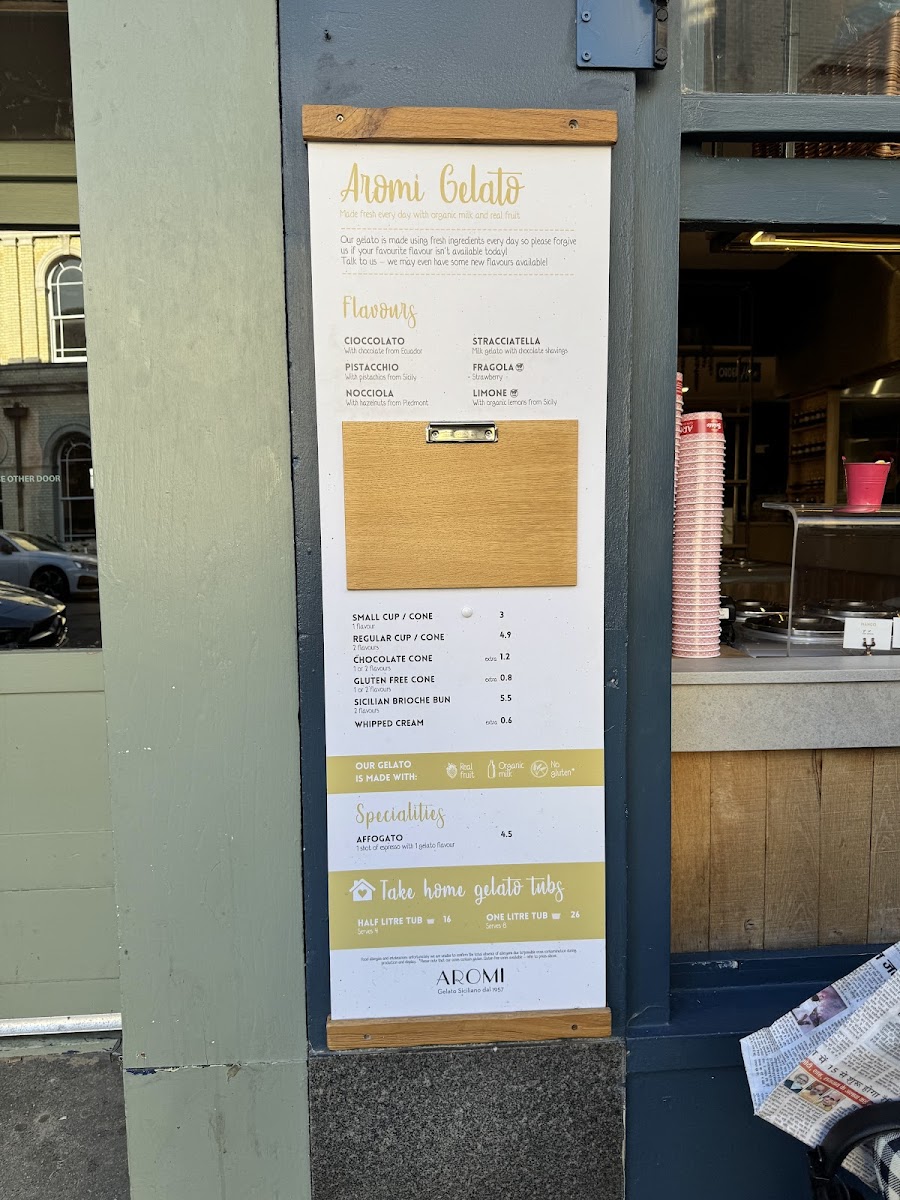 Aromi Gelato
Made fresh every day with organic milk and real fruit
Our gelato is made using fresh ingredients every day so please forgive
us if your favourite flavour isn't available today!
Talk to us – we may even have some new flavours available!
Flavours
CIOCCOLATO
With chocolate from Ecuador
PISTACCHIO
With pistachios from Sicily
NOCCIOLA
With hazelnuts from Piedmont
STRACCIATELLA
Milk gelato with chocolate shavings
FRAGOLA
Strawberry
LIMONE
With organic lemons from Sicily
SMALL CUP / CONE 3
1 flavour
REGULAR CUP / CONE 4.9
2 flavours
CHOCOLATE CONE extra 1.2
1 or 2 flavours
GLUTEN FREE CONE extra 0.8
1 or 2 flavours
SICILIAN BRIOCHE BUN 5.5
2 flavours
WHIPPED CREAM extra 0.6
OUR GELATO
IS MADE WITH:
Real
fruit
Organic
milk
No
gluten*
Specialities
AFFOGATO 4.5
1 shot of espresso with 1 gelato flavour
Take home gelato tubs
HALF LITRE TUB 16
Serves 4
ONE LITRE TUB 26
Serves 8
AROMI
Gelato Siciliano dal 1957
E OTHER DOOR
ORDER
से 15 में शुरू होगा